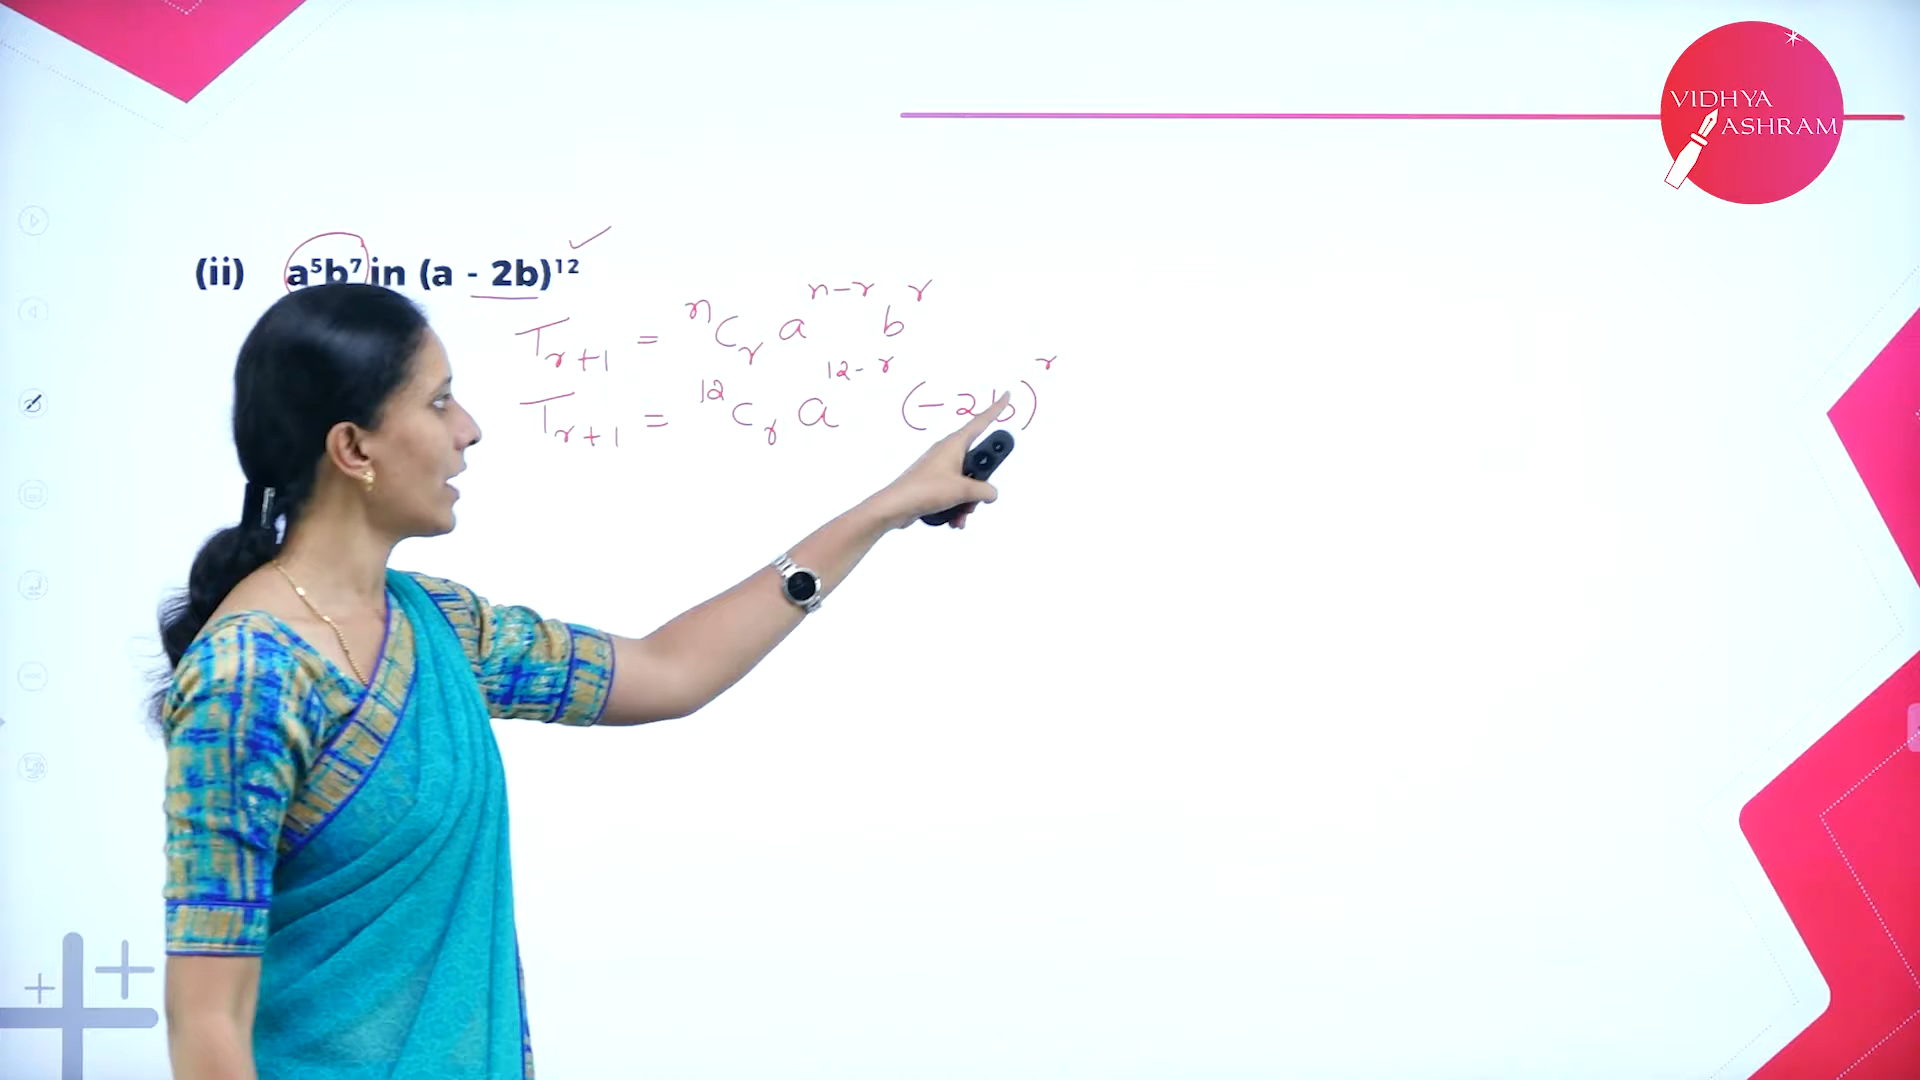 VIDHYA
ASHRAM
(ii) a⁵b⁷ in (a - 2b)¹² ✓
Tᵣ₊₁ = ⁿCᵣ aⁿ⁻ʳ bʳ
Tᵣ₊₁ = ¹²Cᵣ a¹²⁻ʳ (-2b)ʳ